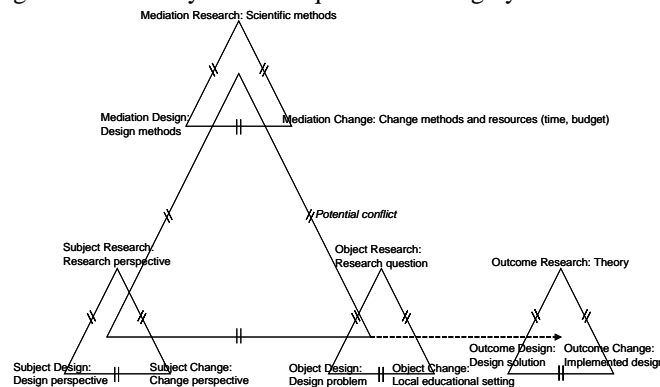 Mediation Research: Scientific methods
Mediation Design:
Design methods
Mediation Change: Change methods and resources (time, budget)
Potential conflict
Subject Research:
Research perspective
Object Research:
Research question
Outcome Research: Theory
Subject Design:
Design perspective
Subject Change:
Change perspective
Object Design:
Design problem
Object Change:
Local educational setting
Outcome Design:
Design solution
Outcome Change:
Implemented design